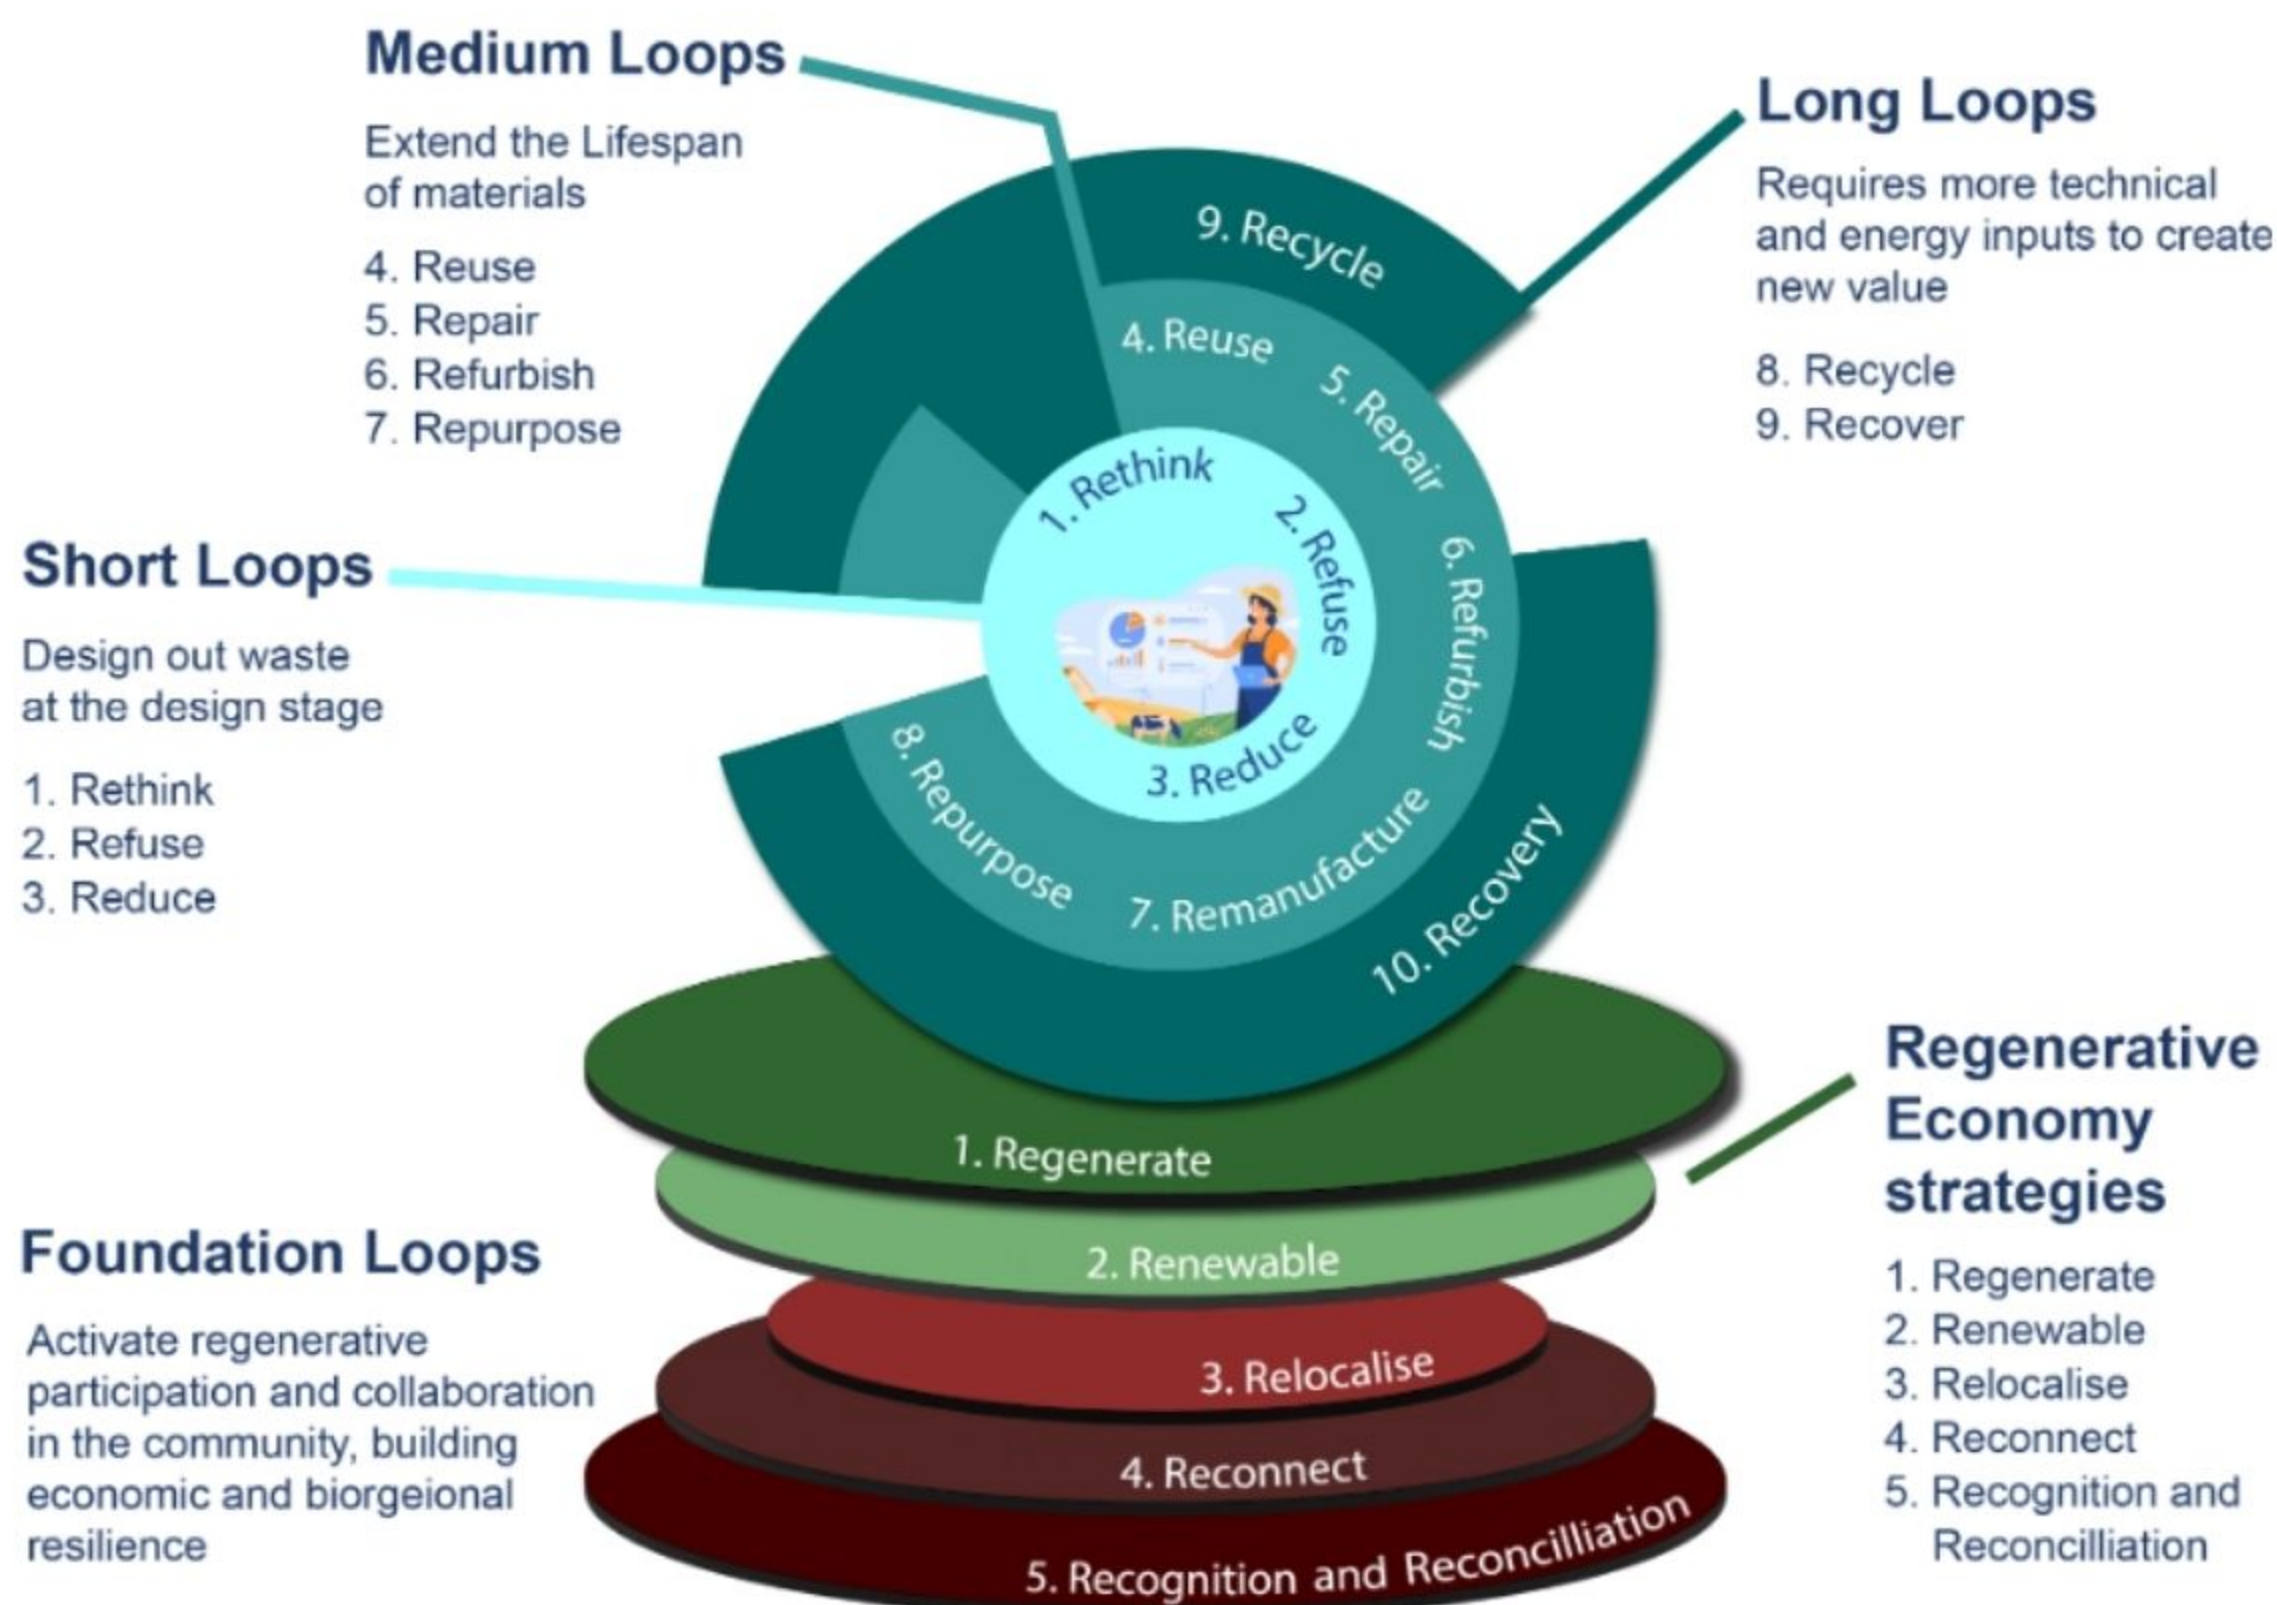 Medium Loops
Extend the Lifespan
of materials
4. Reuse
5. Repair
6. Refurbish
7. Repurpose
Long Loops
Requires more technical
and energy inputs to create
new value
8. Recycle
9. Recover
Short Loops
Design out waste
at the design stage
1. Rethink
2. Refuse
3. Reduce
1. Rethink
2. Refuse
3. Reduce
4. Reuse
5. Repair
6. Refurbish
7. Remanufacture
8. Repurpose
9. Recycle
10. Recovery
Foundation Loops
Activate regenerative
participation and collaboration
in the community, building
economic and biorgeional
resilience
1. Regenerate
2. Renewable
3. Relocalise
4. Reconnect
5. Recognition and Reconcilliation
Regenerative
Economy
strategies
1. Regenerate
2. Renewable
3. Relocalise
4. Reconnect
5. Recognition and
Reconcilliation